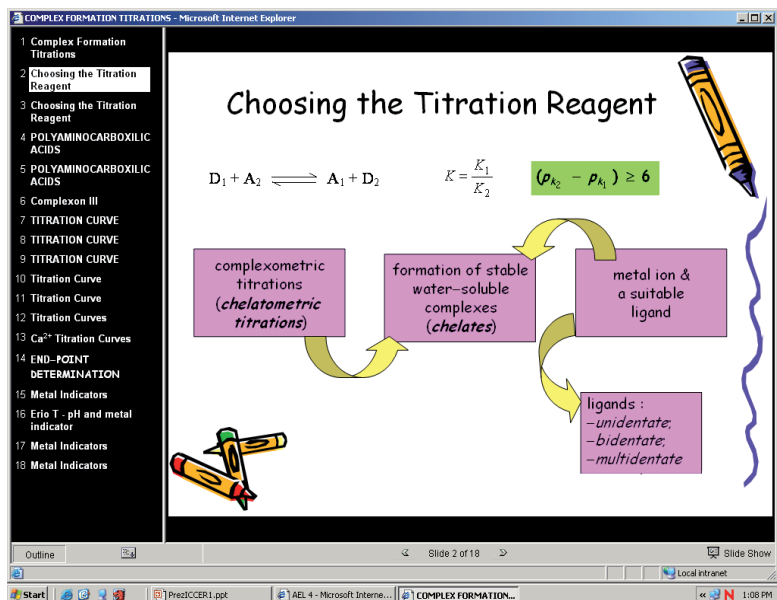 COMPLEX FORMATION TITRATIONS - Microsoft Internet Explorer
1 Complex Formation
Titrations
2 Choosing the Titration
Reagent
3 Choosing the Titration
Reagent
4 POLYAMINOCARBOXILIC
ACIDS
5 POLYAMINOCARBOXILIC
ACIDS
6 Complexon III
7 TITRATION CURVE
8 TITRATION CURVE
9 TITRATION CURVE
10 Titration Curve
11 Titration Curve
12 Titration Curves
13 Ca²⁺ Titration Curves
14 END-POINT
DETERMINATION
15 Metal Indicators
16 Erio T - pH and metal
indicator
17 Metal Indicators
18 Metal Indicators
Choosing the Titration Reagent
D₁ + A₂ ⇌ A₁ + D₂
K = K₁/K₂
(pₖ₂ − pₖ₁) ≥ 6
complexometric
titrations
(chelatometric
titrations)
formation of stable
water-soluble
complexes
(chelates)
metal ion &
a suitable
ligand
ligands :
-unidentate;
-bidentate;
-multidentate
Outline
Slide 2 of 18
Slide Show
Local intranet
Start
PrezICCER1.ppt
AEL 4 - Microsoft Interne...
COMPLEX FORMATION...
1:08 PM